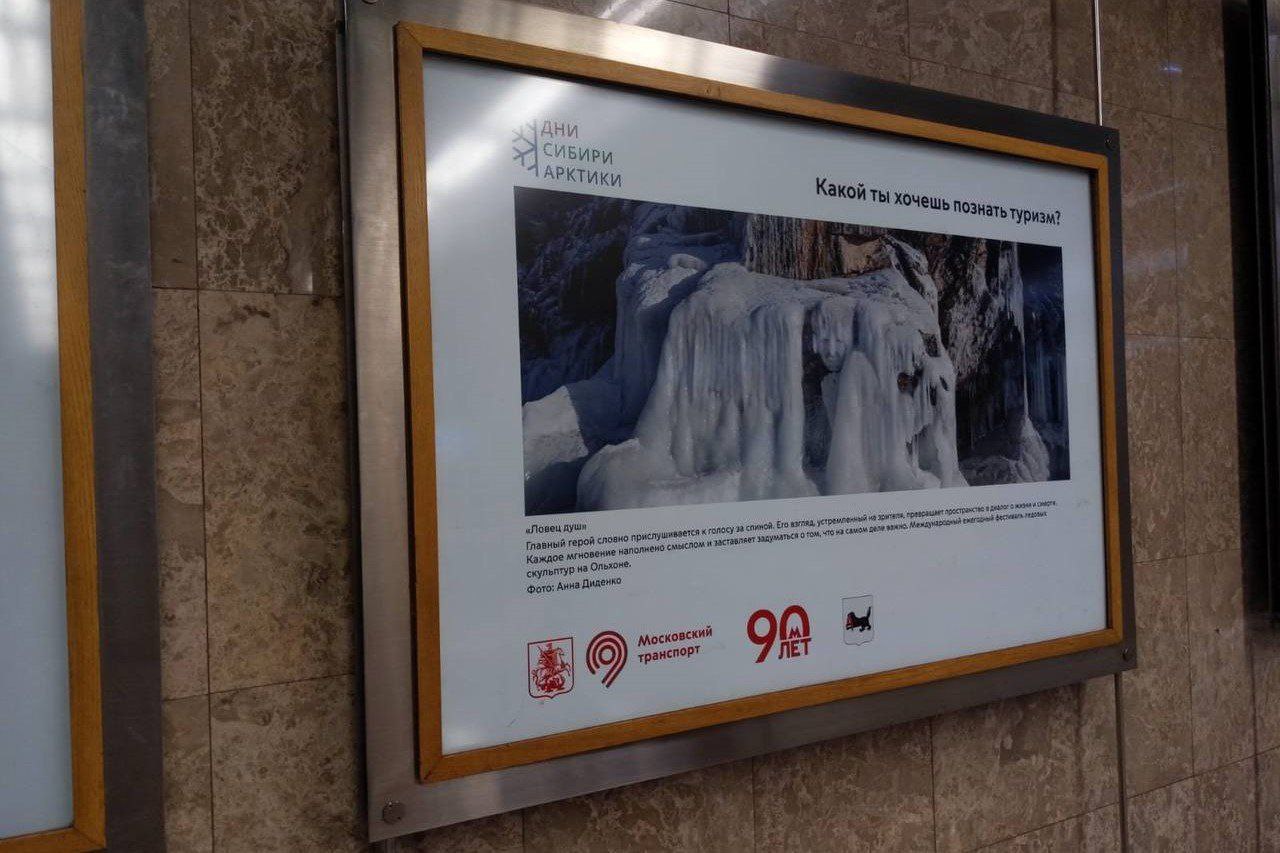 ДНИ
СИБИРИ
АРКТИКИ
Какой ты хочешь познать туризм?
«Ловец душ»
Главный герой словно прислушивается к голосу за спиной. Его взгляд, устремленный на зрителя, превращает пространство в диалог о жизни и смерти.
Каждое мгновение наполнено смыслом и заставляет задуматься о том, что на самом деле важно. Международный ежегодный фестиваль ледовых
скульптур на Ольхоне.
Фото: Анна Диденко
Московский
транспорт
90
М
ЛЕТ